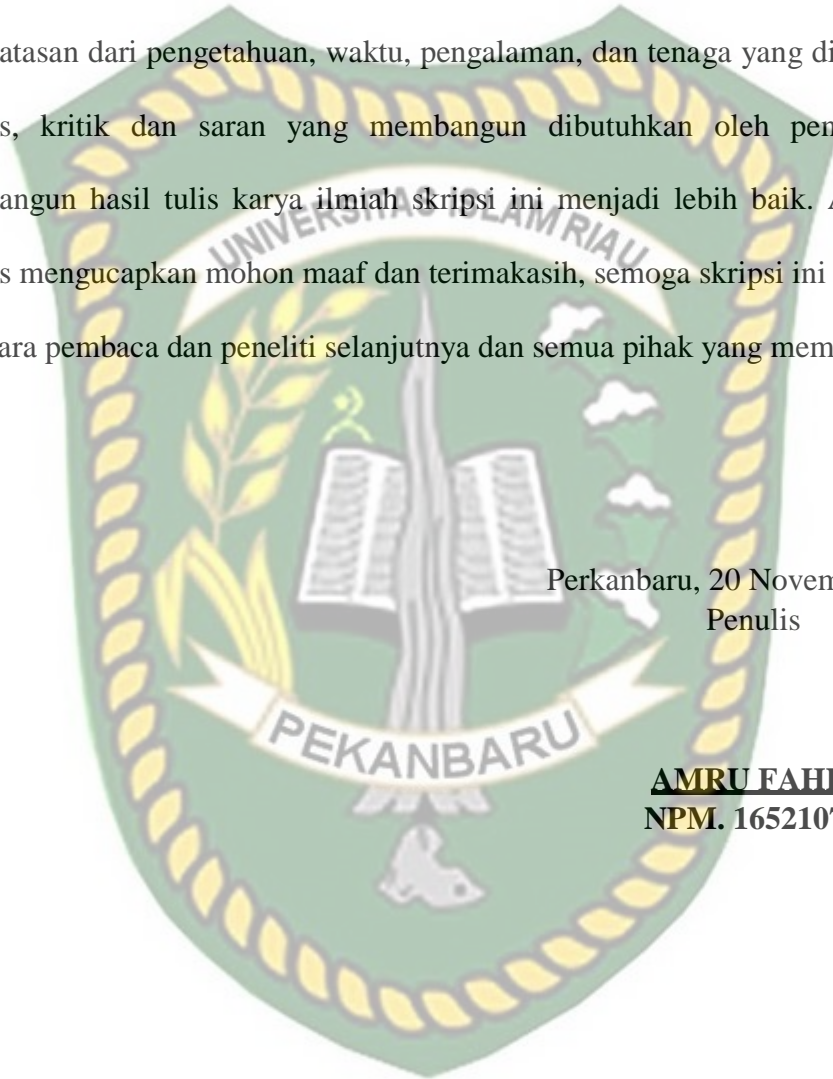 atasan dari pengetahuan, waktu, pengalaman, dan tenaga yang di
s, kritik dan saran yang membangun dibutuhkan oleh pen
angun hasil tulis karya ilmiah skripsi ini menjadi lebih baik. A
UNIVERSITAS ISLAM RIAU
s mengucapkan mohon maaf dan terimakasih, semoga skripsi ini
ara pembaca dan peneliti selanjutnya dan semua pihak yang mem
Perkanbaru, 20 Novem
Penulis
PEKANBARU
AMRU FAHI
NPM. 1652107